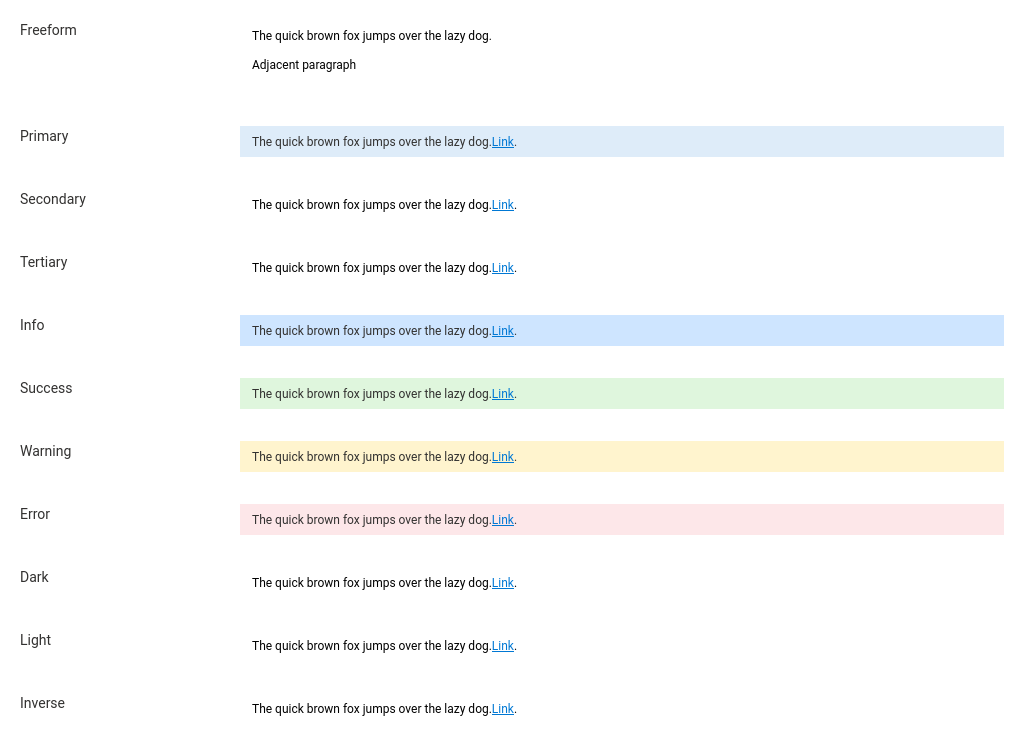 Freeform
The quick brown fox jumps over the lazy dog.
Adjacent paragraph
Primary
The quick brown fox jumps over the lazy dog.Link.
Secondary
The quick brown fox jumps over the lazy dog.Link.
Tertiary
The quick brown fox jumps over the lazy dog.Link.
Info
The quick brown fox jumps over the lazy dog.Link.
Success
The quick brown fox jumps over the lazy dog.Link.
Warning
The quick brown fox jumps over the lazy dog.Link.
Error
The quick brown fox jumps over the lazy dog.Link.
Dark
The quick brown fox jumps over the lazy dog.Link.
Light
The quick brown fox jumps over the lazy dog.Link.
Inverse
The quick brown fox jumps over the lazy dog.Link.